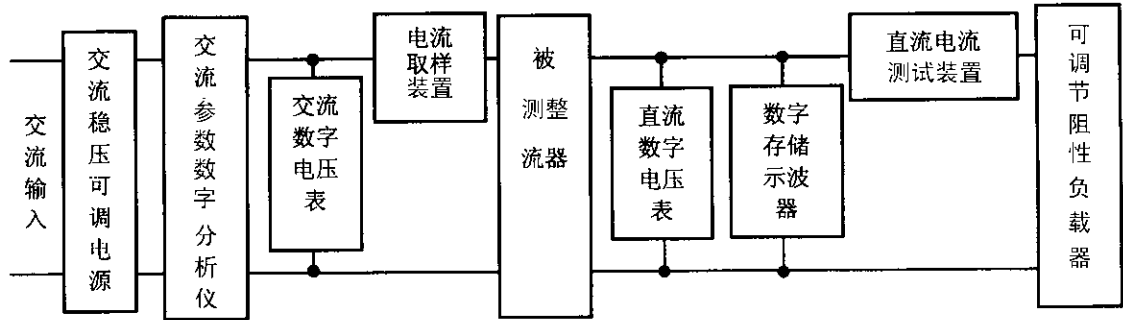 交流输入
交流稳压可调电源
交流参数数字分析仪
交流
数字
电压
表
电流
取样
装置
被
测整
流器
直流
数字
电压
表
数字
存储
示波
器
直流电流
测试装置
可调节阻性负载器